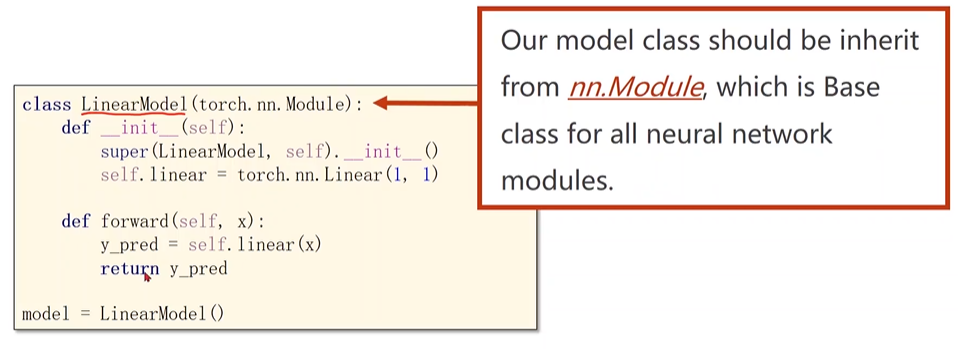 Our model class should be inherit
from nn.Module, which is Base
class for all neural network
modules.
class LinearModel(torch.nn.Module):
    def __init__(self):
        super(LinearModel, self).__init__()
        self.linear = torch.nn.Linear(1, 1)
    def forward(self, x):
        y_pred = self.linear(x)
        return y_pred
model = LinearModel()